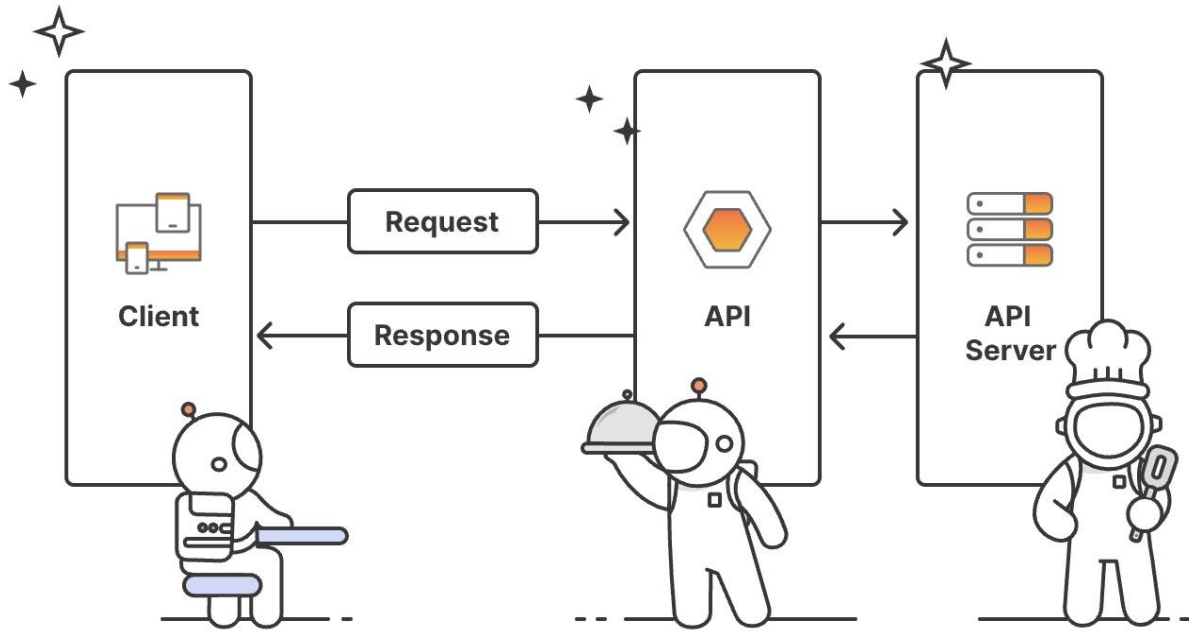 Request
Response
Client
API
API
Server